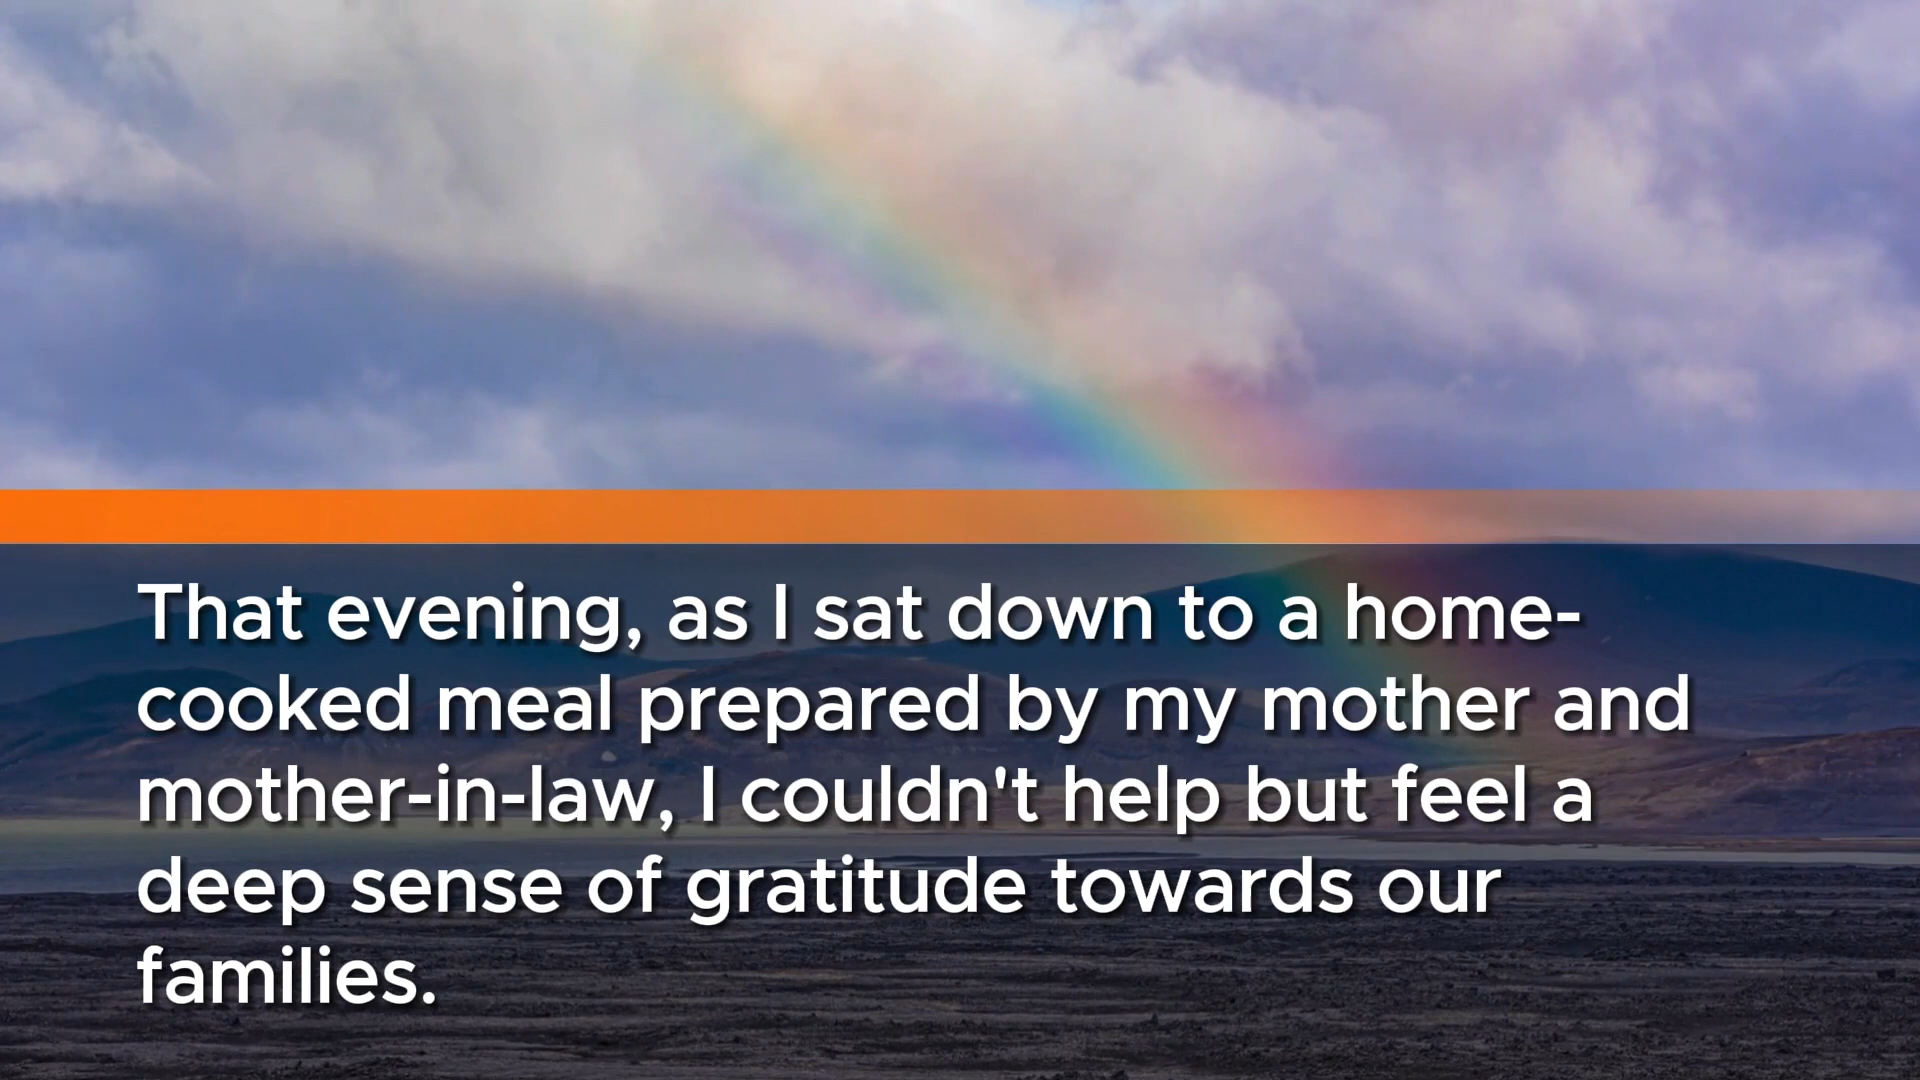 That evening, as I sat down to a home-
cooked meal prepared by my mother and
mother-in-law, I couldn't help but feel a
deep sense of gratitude towards our
families.